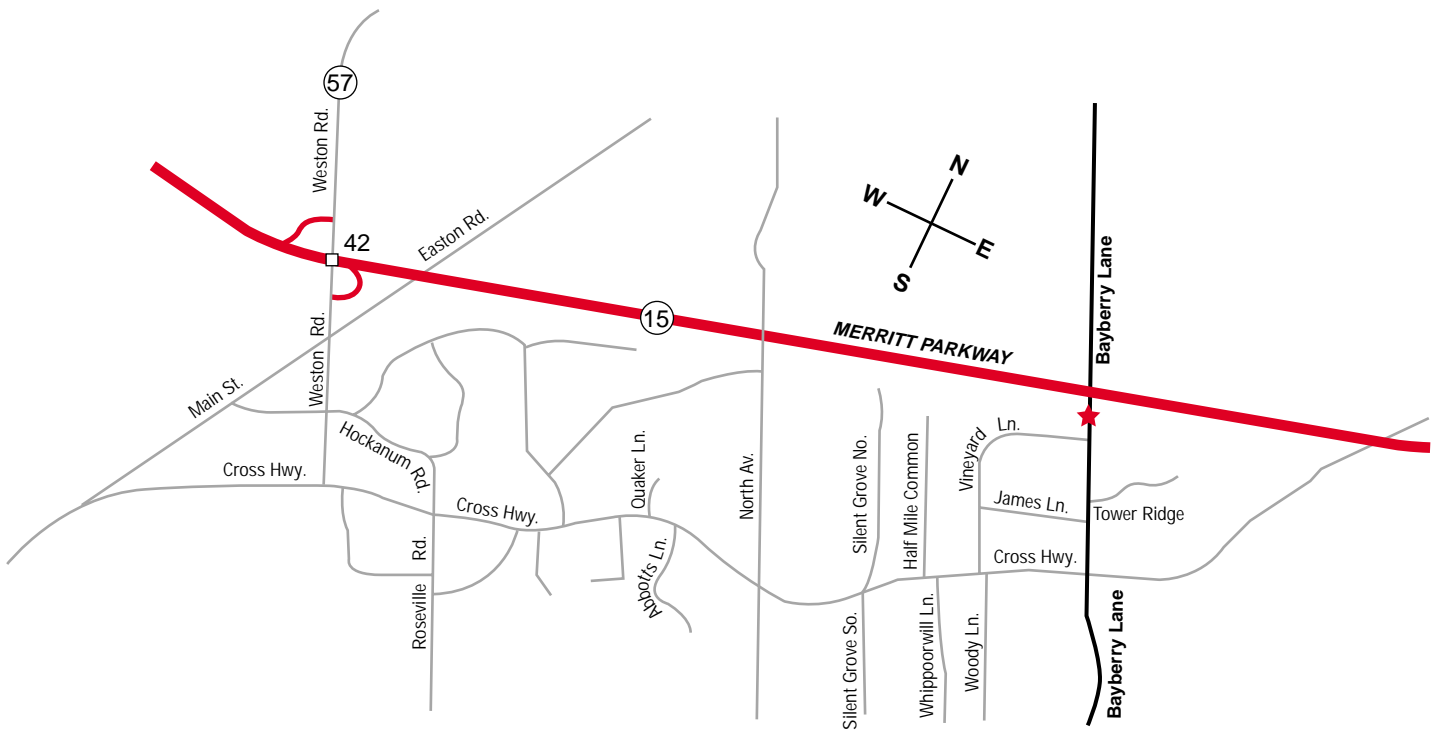 57
Weston Rd.
Easton Rd.
42
N
W
E
S
Bayberry Lane
15
MERRITT PARKWAY
Weston Rd.
Main St.
Hockanum Rd.
Cross Hwy.
Cross Hwy.
Quaker Ln.
North Av.
Silent Grove No.
Half Mile Common
Vineyard Ln.
James Ln.
Tower Ridge
Cross Hwy.
Roseville Rd.
Abbotts Ln.
Silent Grove So.
Whippoorwill Ln.
Woody Ln.
Bayberry Lane